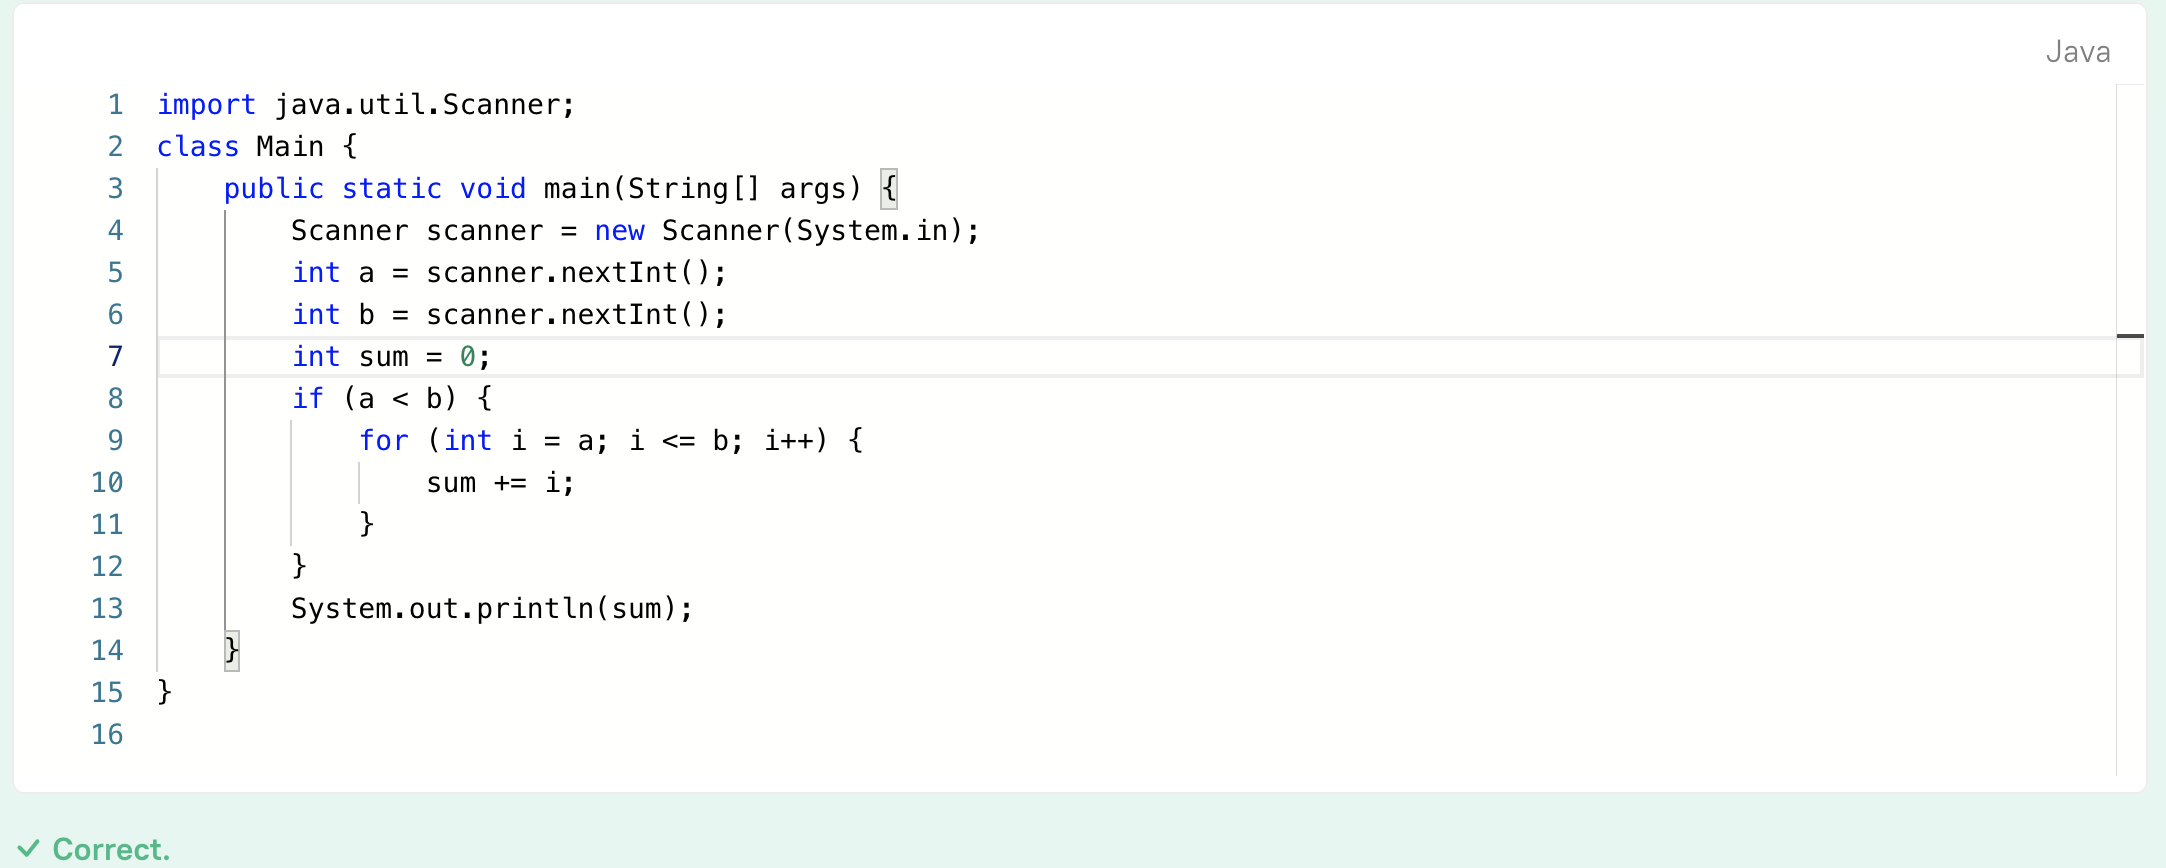 Java
1 import java.util.Scanner;
2 class Main {
3     public static void main(String[] args) {
4         Scanner scanner = new Scanner(System.in);
5         int a = scanner.nextInt();
6         int b = scanner.nextInt();
7         int sum = 0;
8         if (a < b) {
9             for (int i = a; i <= b; i++) {
10                 sum += i;
11             }
12         }
13         System.out.println(sum);
14     }
15 }
16
✓ Correct.